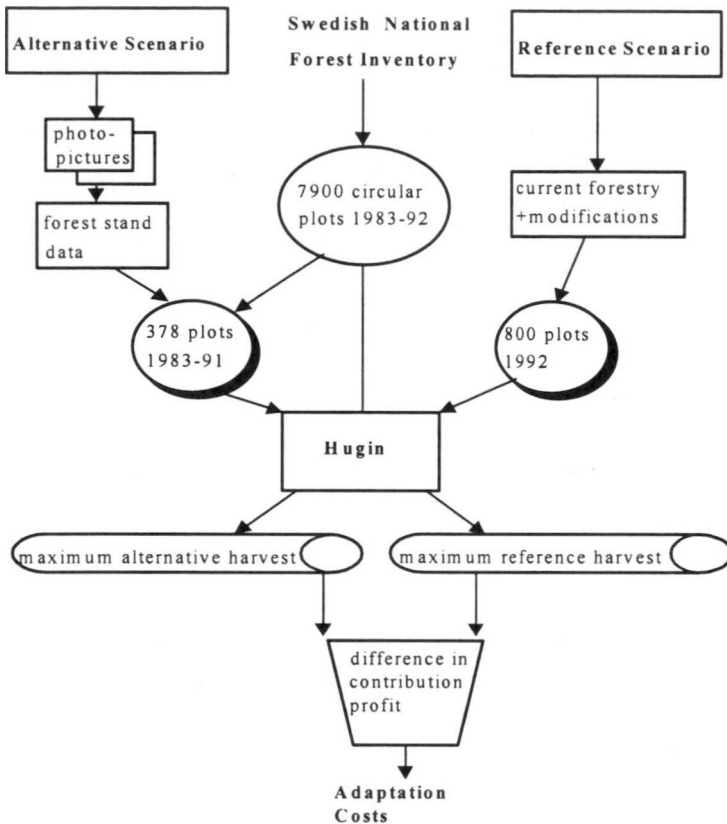 Alternative Scenario
Swedish National
Forest Inventory
Reference Scenario
photo-
pictures
forest stand
data
7900 circular
plots 1983-92
current forestry
+modifications
378 plots
1983-91
800 plots
1992
Hugin
maximum alternative harvest
maximum reference harvest
difference in
contribution
profit
Adaptation
Costs